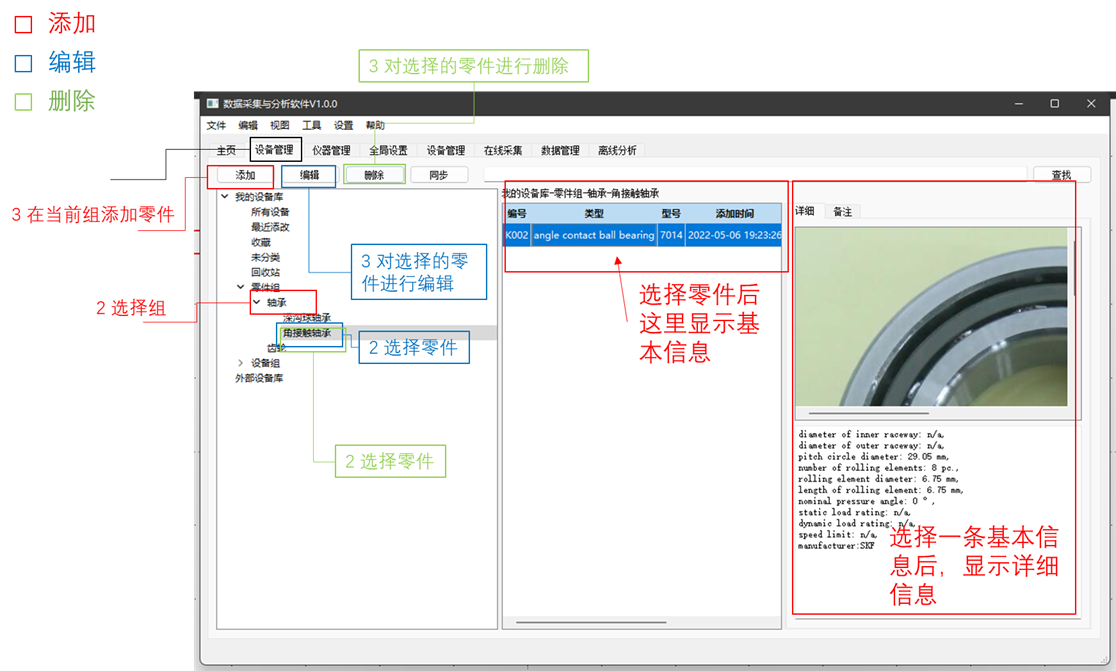 添加
编辑
删除
3 对选择的零件进行删除
数据采集与分析软件V1.0.0
文件 编辑 视图 工具 设置 帮助
主页 设备管理 仪器管理 全局设置 设备管理 在线采集 数据管理 离线分析
添加 编辑 删除 同步 查找
3 在当前组添加零件
我的设备库
所有设备
最近添改
收藏
未分类
回收站
零件组
轴承
深沟球轴承
角接触轴承
齿轮
设备组
外部设备库
2 选择组
3 对选择的零
件进行编辑
2 选择零件
2 选择零件
我的设备库-零件组-轴承-角接触轴承
编号 类型 型号 添加时间
K002 angle contact ball bearing 7014 2022-05-06 19:23:26
选择零件后
这里显示基
本信息
详细 备注
diameter of inner raceway: n/a,
diameter of outer raceway: n/a,
pitch circle diameter: 29.05 mm,
number of rolling elements: 8 pc.,
rolling element diameter: 6.75 mm,
length of rolling element: 6.75 mm,
nominal pressure angle: 0 °,
static load rating: n/a,
dynamic load rating: n/a,
speed limit: n/a,
manufacturer:SKF
选择一条基本信
息后，显示详细
信息